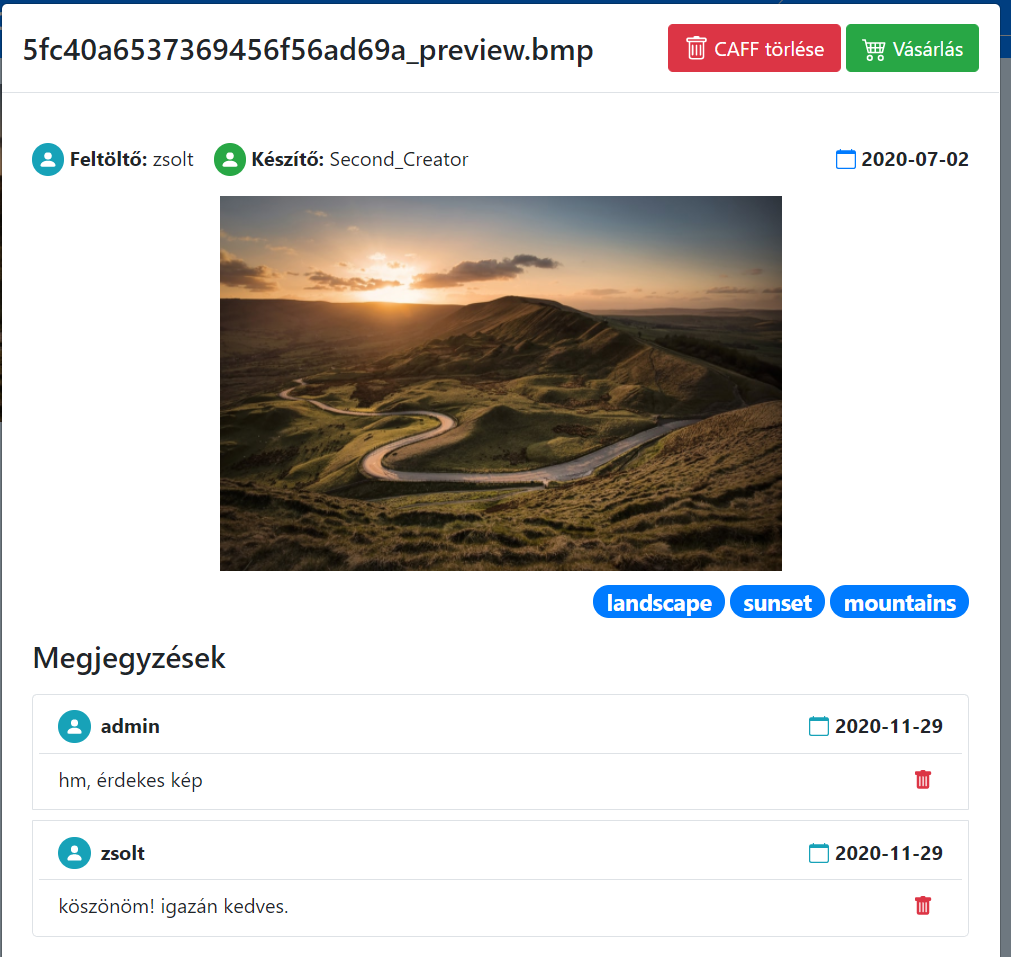 5fc40a6537369456f56ad69a_preview.bmp CAFF törlése Vásárlás
Feltöltő: zsolt Készítő: Second_Creator 2020-07-02
landscape sunset mountains
Megjegyzések
admin 2020-11-29
hm, érdekes kép
zsolt 2020-11-29
köszönöm! igazán kedves.